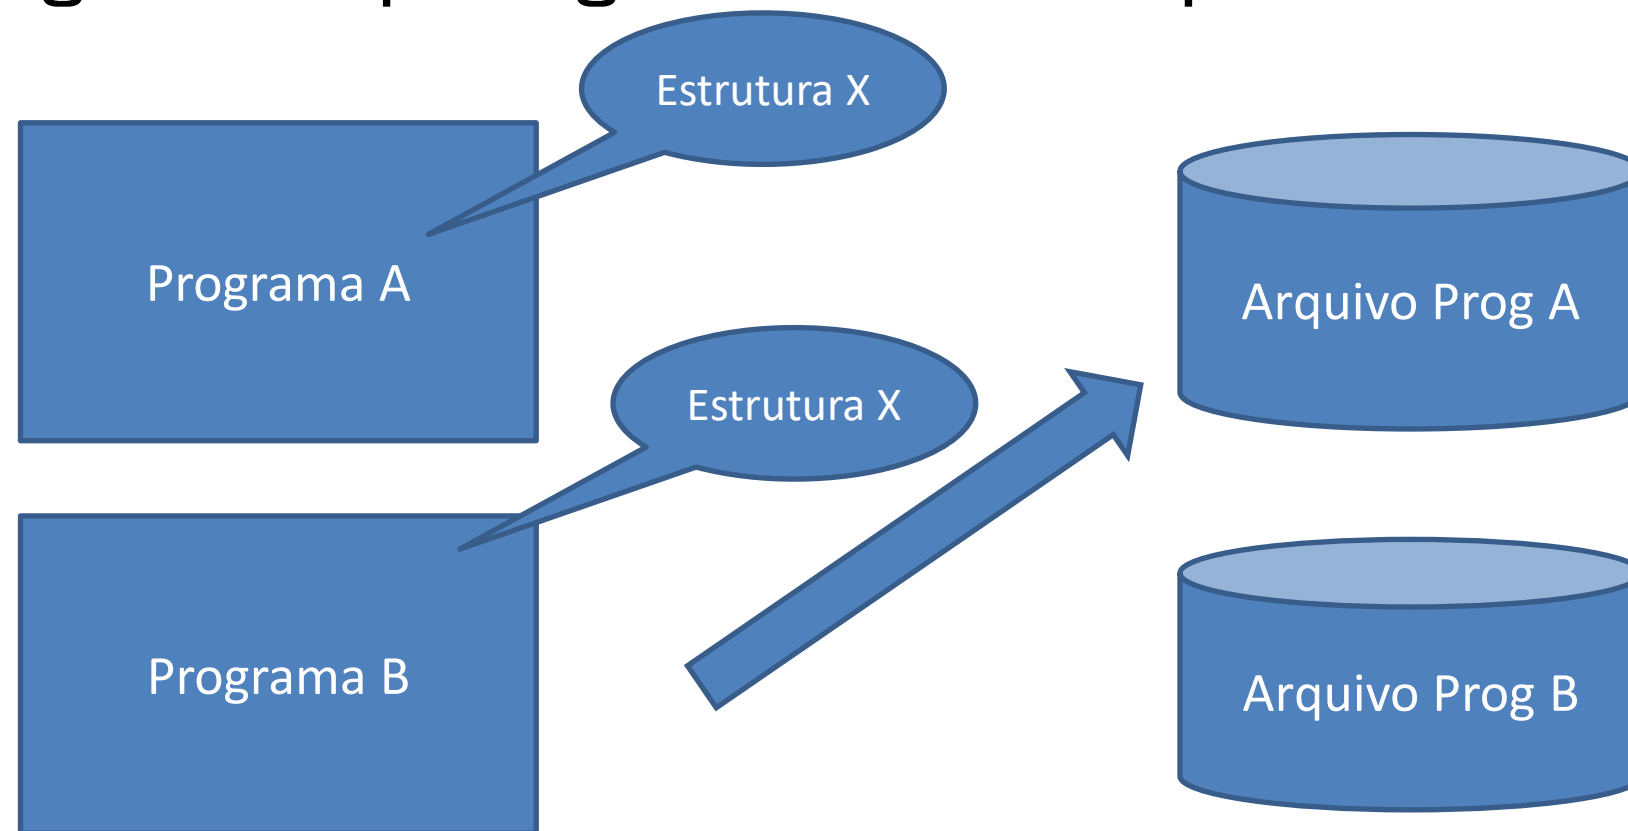 Estrutura X
Programa A
Arquivo Prog A
Estrutura X
Programa B
Arquivo Prog B